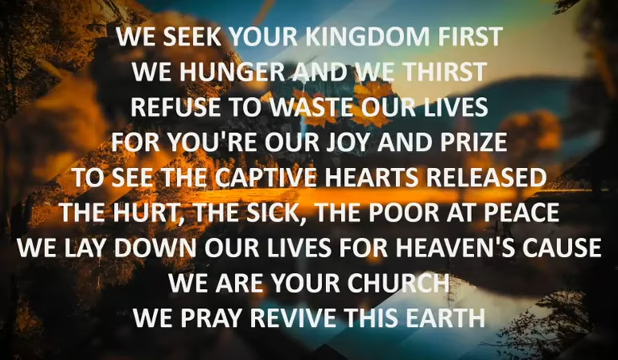 WE SEEK YOUR KINGDOM FIRST
WE HUNGER AND WE THIRST
REFUSE TO WASTE OUR LIVES
FOR YOU'RE OUR JOY AND PRIZE
TO SEE THE CAPTIVE HEARTS RELEASED
THE HURT, THE SICK, THE POOR AT PEACE
WE LAY DOWN OUR LIVES FOR HEAVEN'S CAUSE
WE ARE YOUR CHURCH
WE PRAY REVIVE THIS EARTH